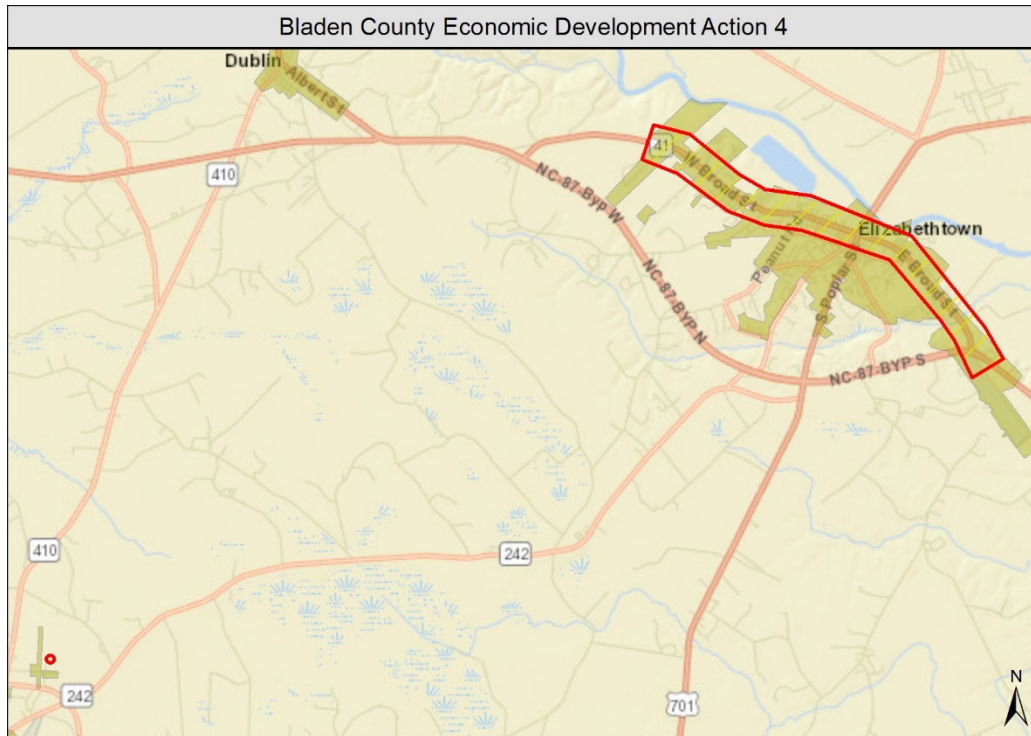 Bladen County Economic Development Action 4
Dublin
Albert St
410
41
W Broad St
NC-87-Byp W
Elizabethtown
Peanut Rd
S Poplar St
E Broad St
NC-87-BYP N
NC-87-BYP S
410
242
242
701
N